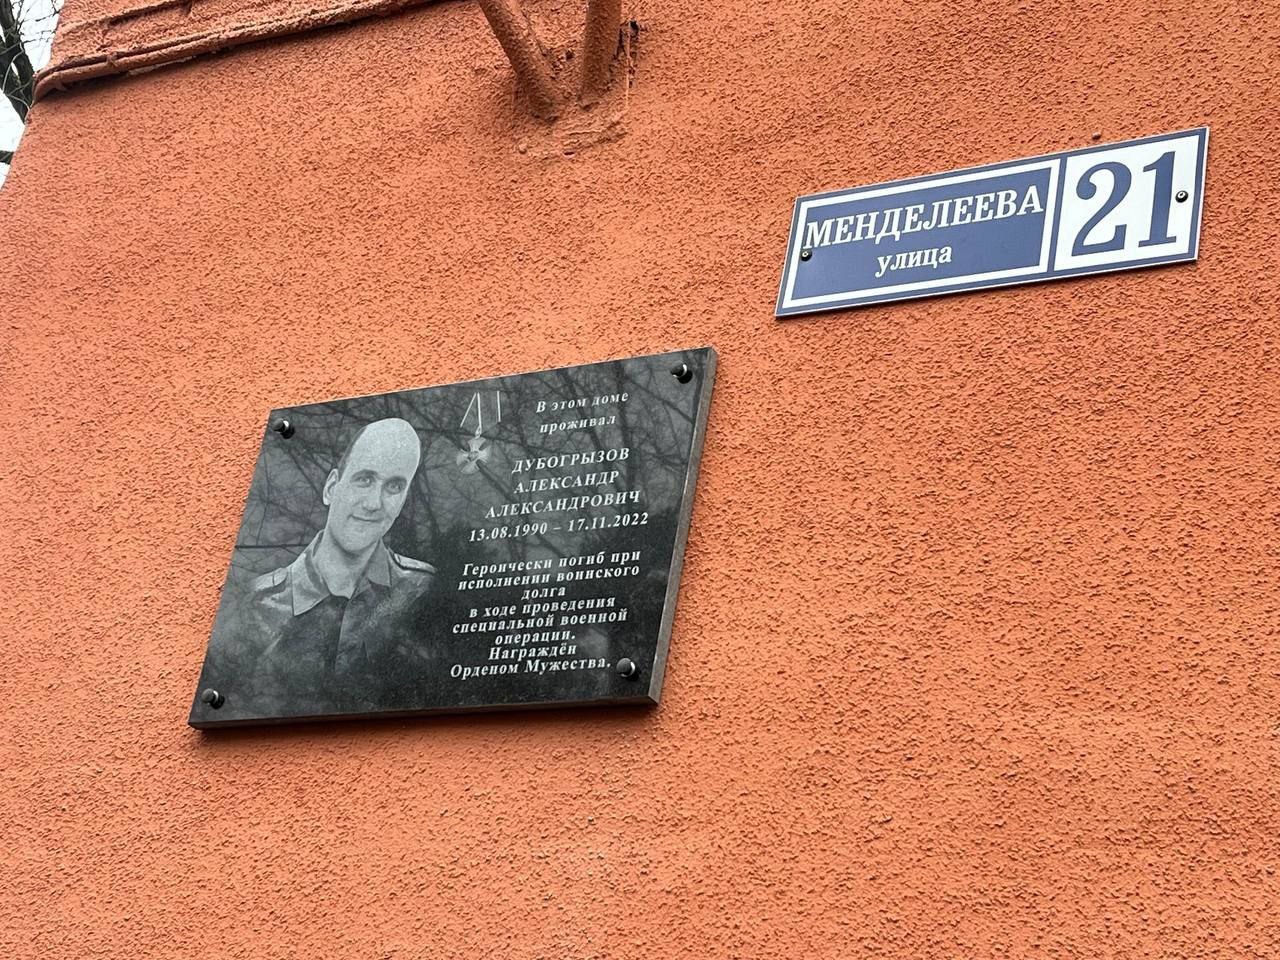 МЕНДЕЛЕЕВА
улица
21
В этом доме
проживал
ДУБОГРЫЗОВ
АЛЕКСАНДР
АЛЕКСАНДРОВИЧ
13.08.1990 – 17.11.2022
Героически погиб при
исполнении воинского
долга
в ходе проведения
специальной военной
операции.
Награждён
Орденом Мужества.